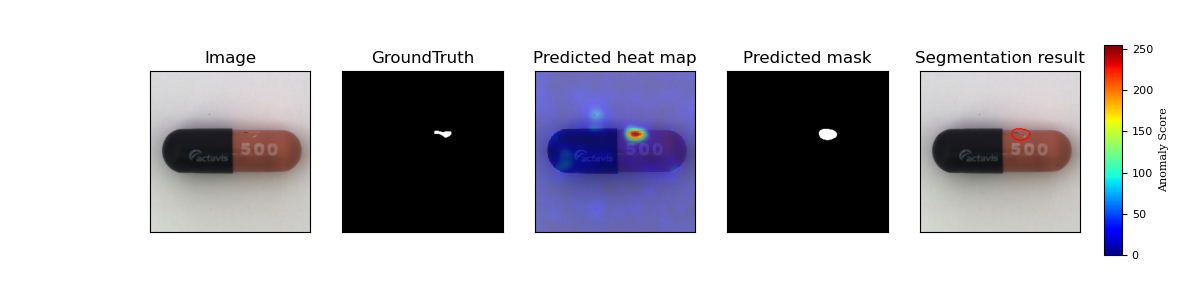 Image
GroundTruth
Predicted heat map
Predicted mask
Segmentation result
actavis
500
actavis
500
actavis
500
250
200
150
100
50
0
Anomaly Score